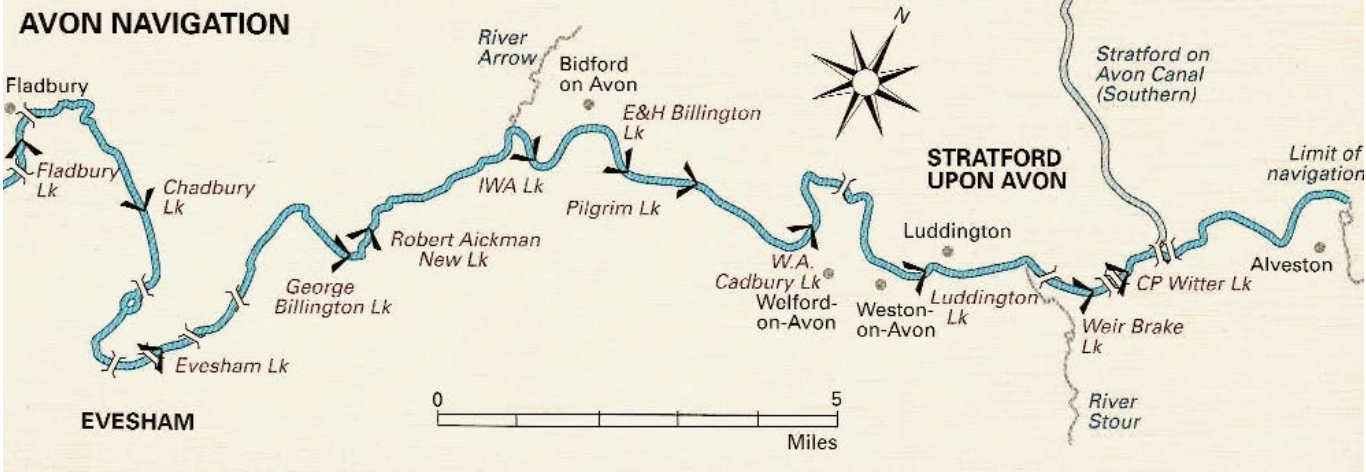 AVON NAVIGATION
Fladbury
Fladbury
Lk
Chadbury
Lk
EVESHAM
Evesham Lk
George
Billington Lk
Robert Aickman
New Lk
River
Arrow
IWA Lk
Bidford
on Avon
E&H Billington
Lk
Pilgrim Lk
N
W.A.
Cadbury Lk
Welford-
on-Avon
Weston-
on-Avon
Luddington
Luddington
Lk
STRATFORD
UPON AVON
Stratford on
Avon Canal
(Southern)
Weir Brake
Lk
CP Witter Lk
River
Stour
Alveston
Limit of
navigation
0
5
Miles